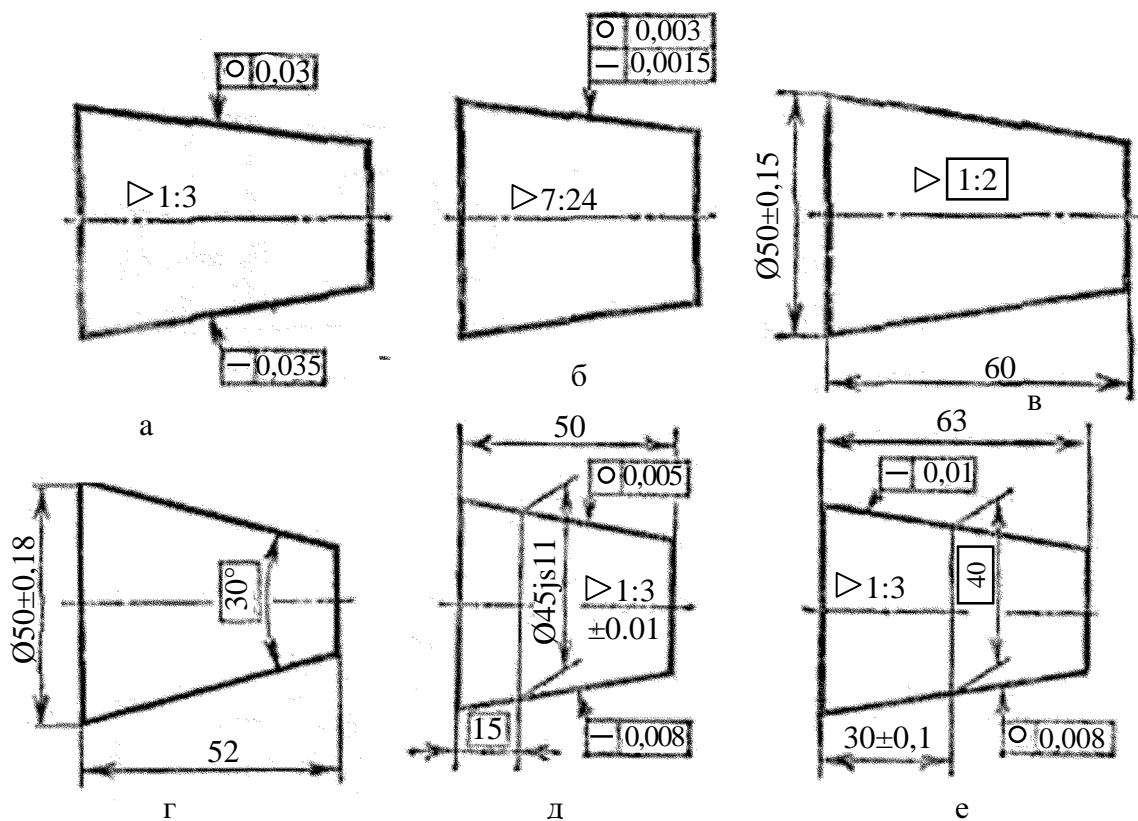 ○ 0,03
▷1:3
— 0,035
а
○ 0,003
— 0,0015
▷7:24
б
Ø50±0,15
▷ 1:2
60
в
Ø50±0,18
30°
52
г
50
○ 0,005
Ø45js11
▷1:3
±0.01
15
— 0,008
д
63
— 0,01
▷1:3
40
30±0,1
○ 0,008
е